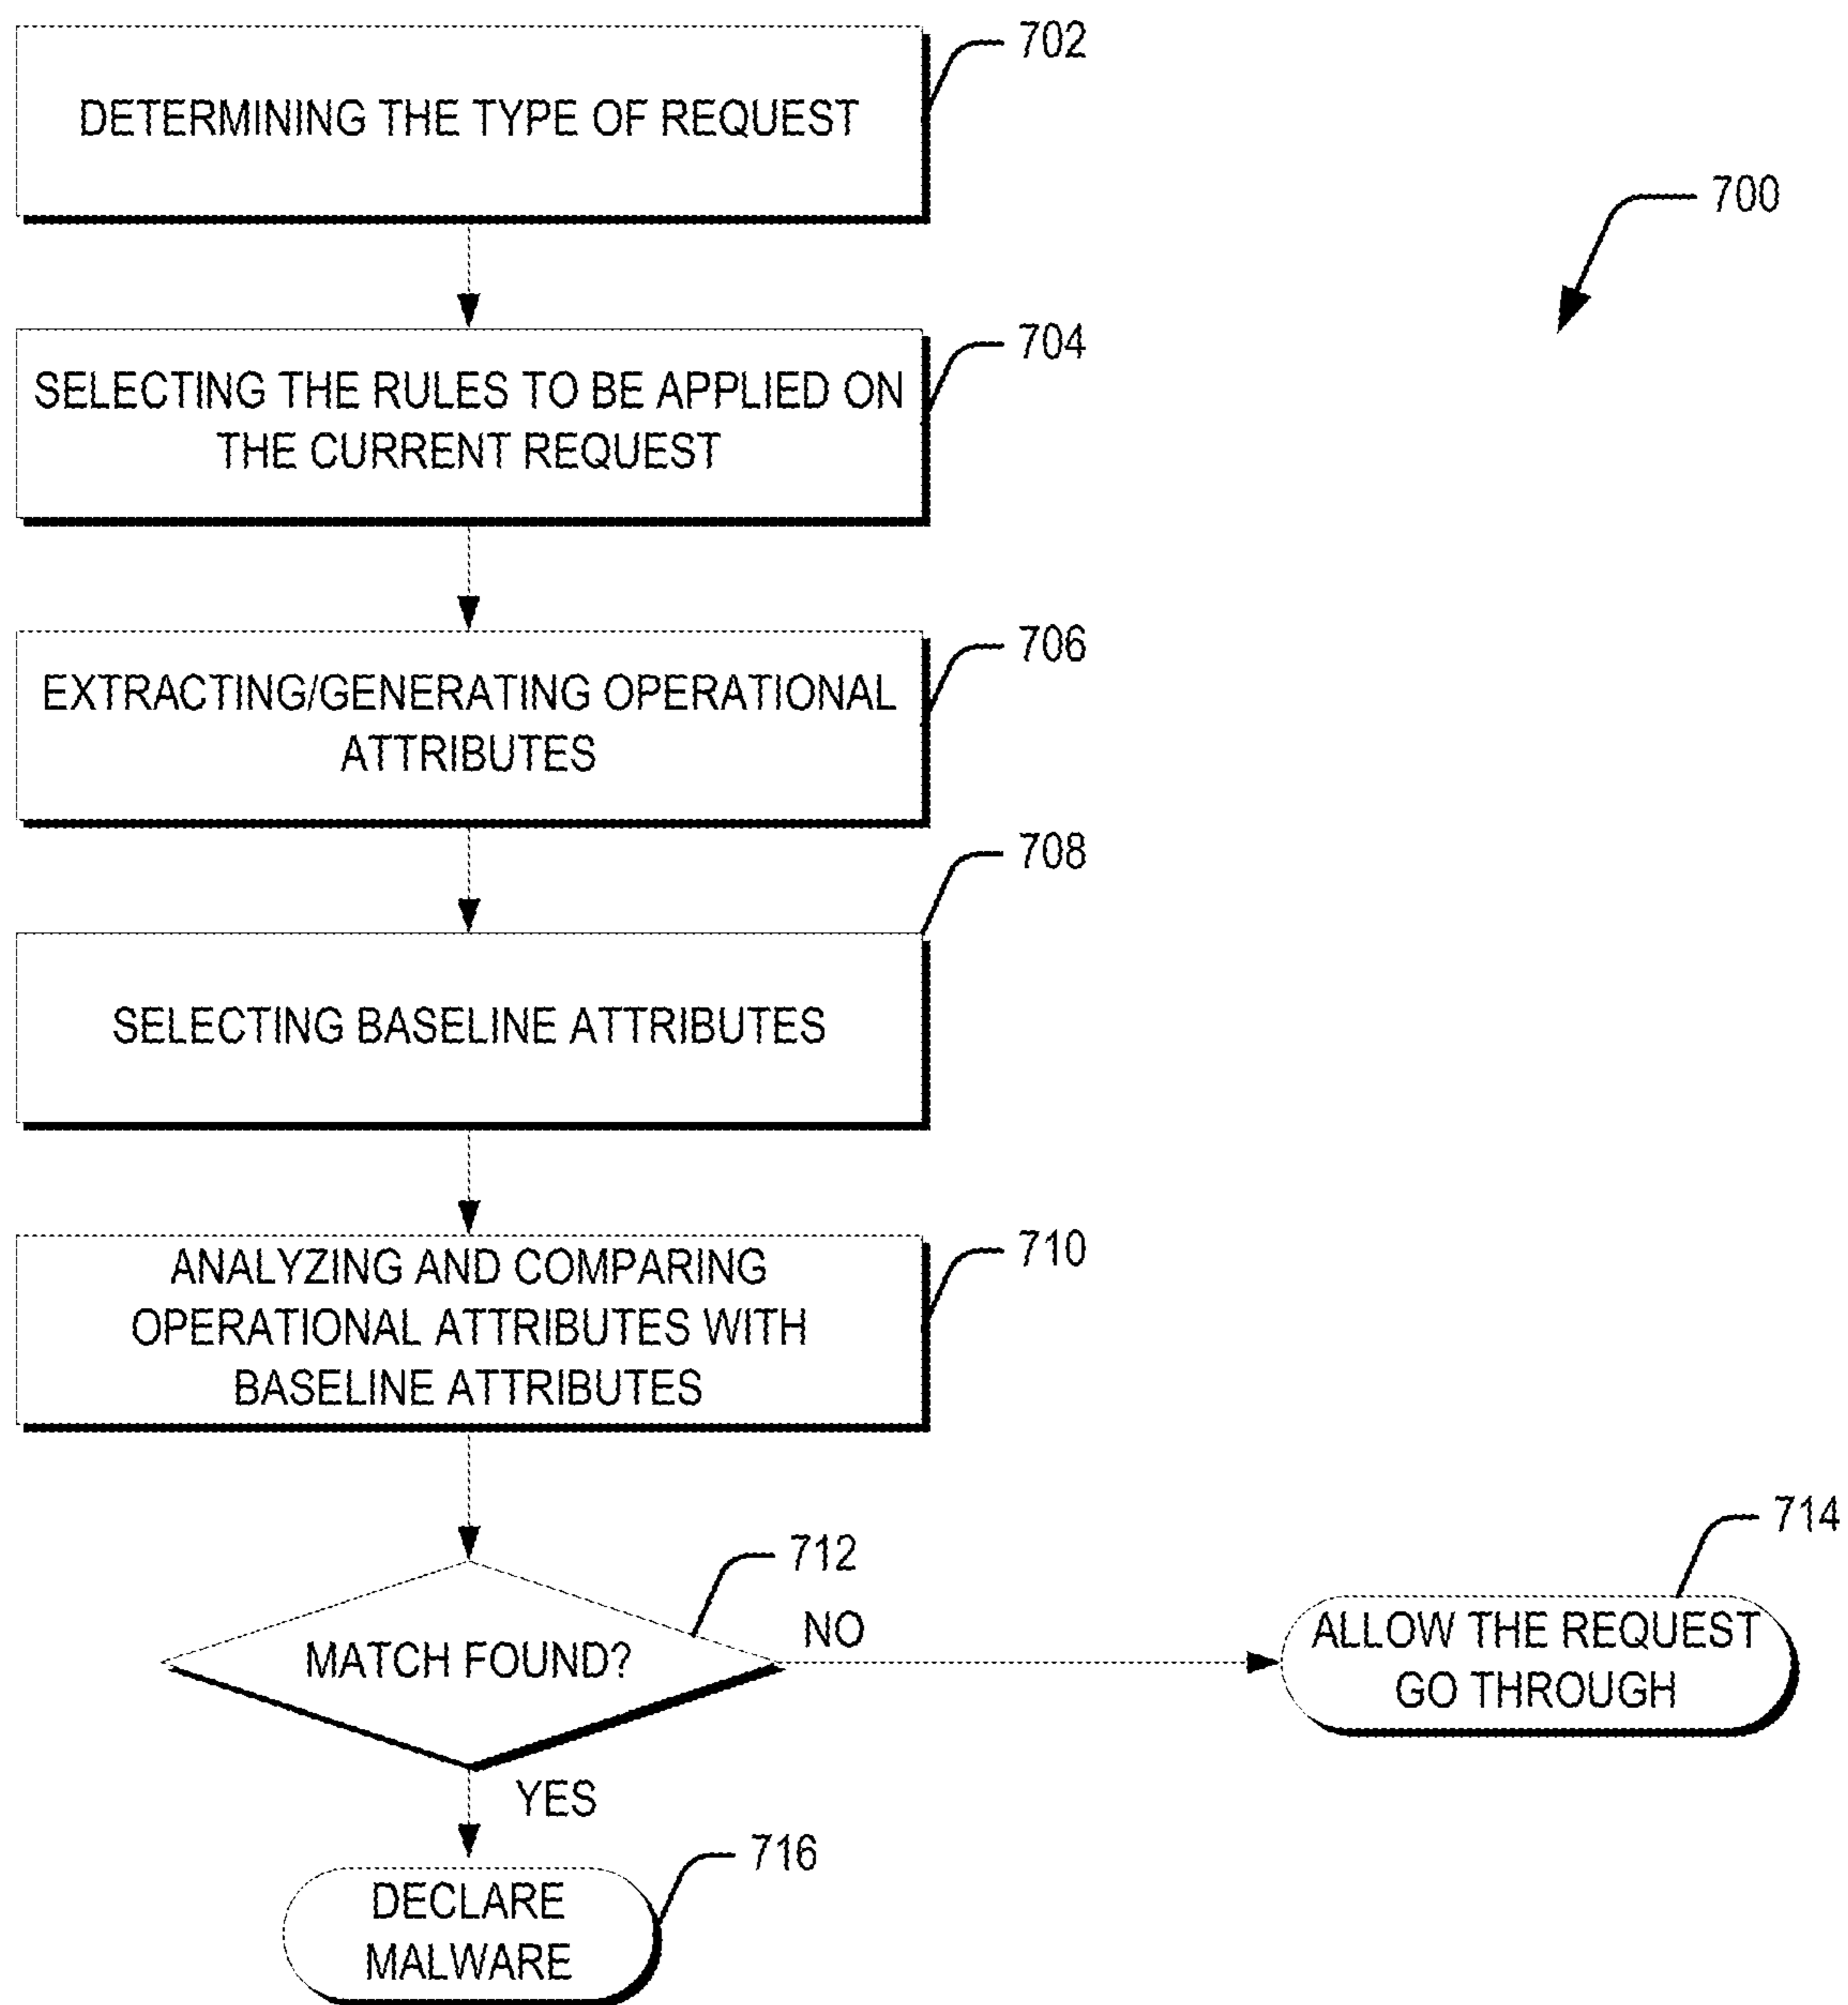 702
DETERMINING THE TYPE OF REQUEST
700
704
SELECTING THE RULES TO BE APPLIED ON
THE CURRENT REQUEST
706
EXTRACTING/GENERATING OPERATIONAL
ATTRIBUTES
708
SELECTING BASELINE ATTRIBUTES
710
ANALYZING AND COMPARING
OPERATIONAL ATTRIBUTES WITH
BASELINE ATTRIBUTES
712
MATCH FOUND?
NO
714
ALLOW THE REQUEST
GO THROUGH
YES
716
DECLARE
MALWARE